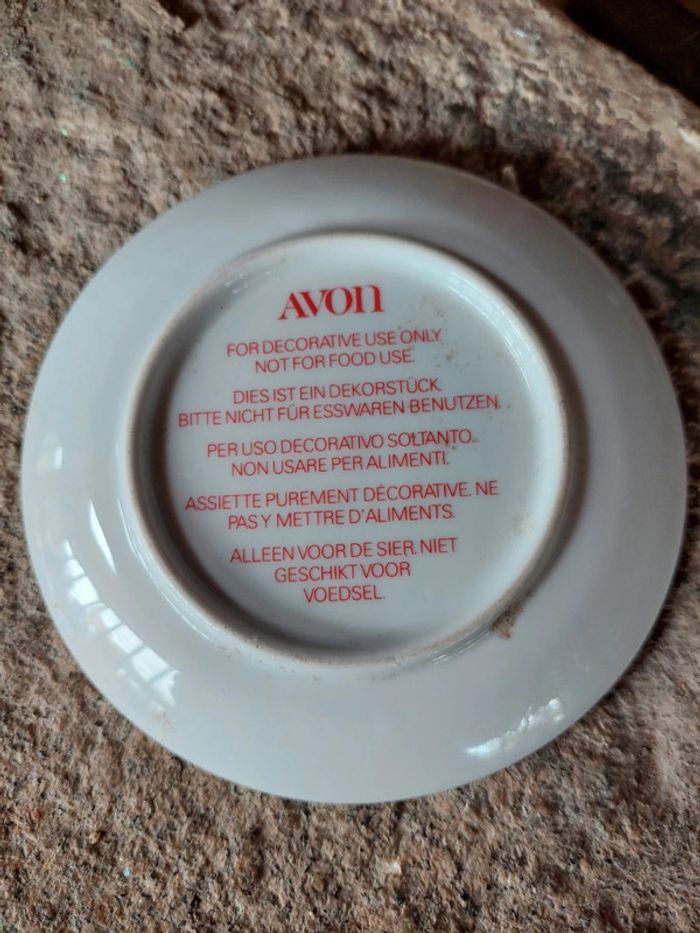 AVON
FOR DECORATIVE USE ONLY.
NOT FOR FOOD USE.
DIES IST EIN DEKORSTÜCK.
BITTE NICHT FÜR ESSWAREN BENUTZEN.
PER USO DECORATIVO SOLTANTO.
NON USARE PER ALIMENTI.
ASSIETTE PUREMENT DÉCORATIVE. NE
PAS Y METTRE D'ALIMENTS.
ALLEEN VOOR DE SIER. NIET
GESCHIKT VOOR
VOEDSEL.